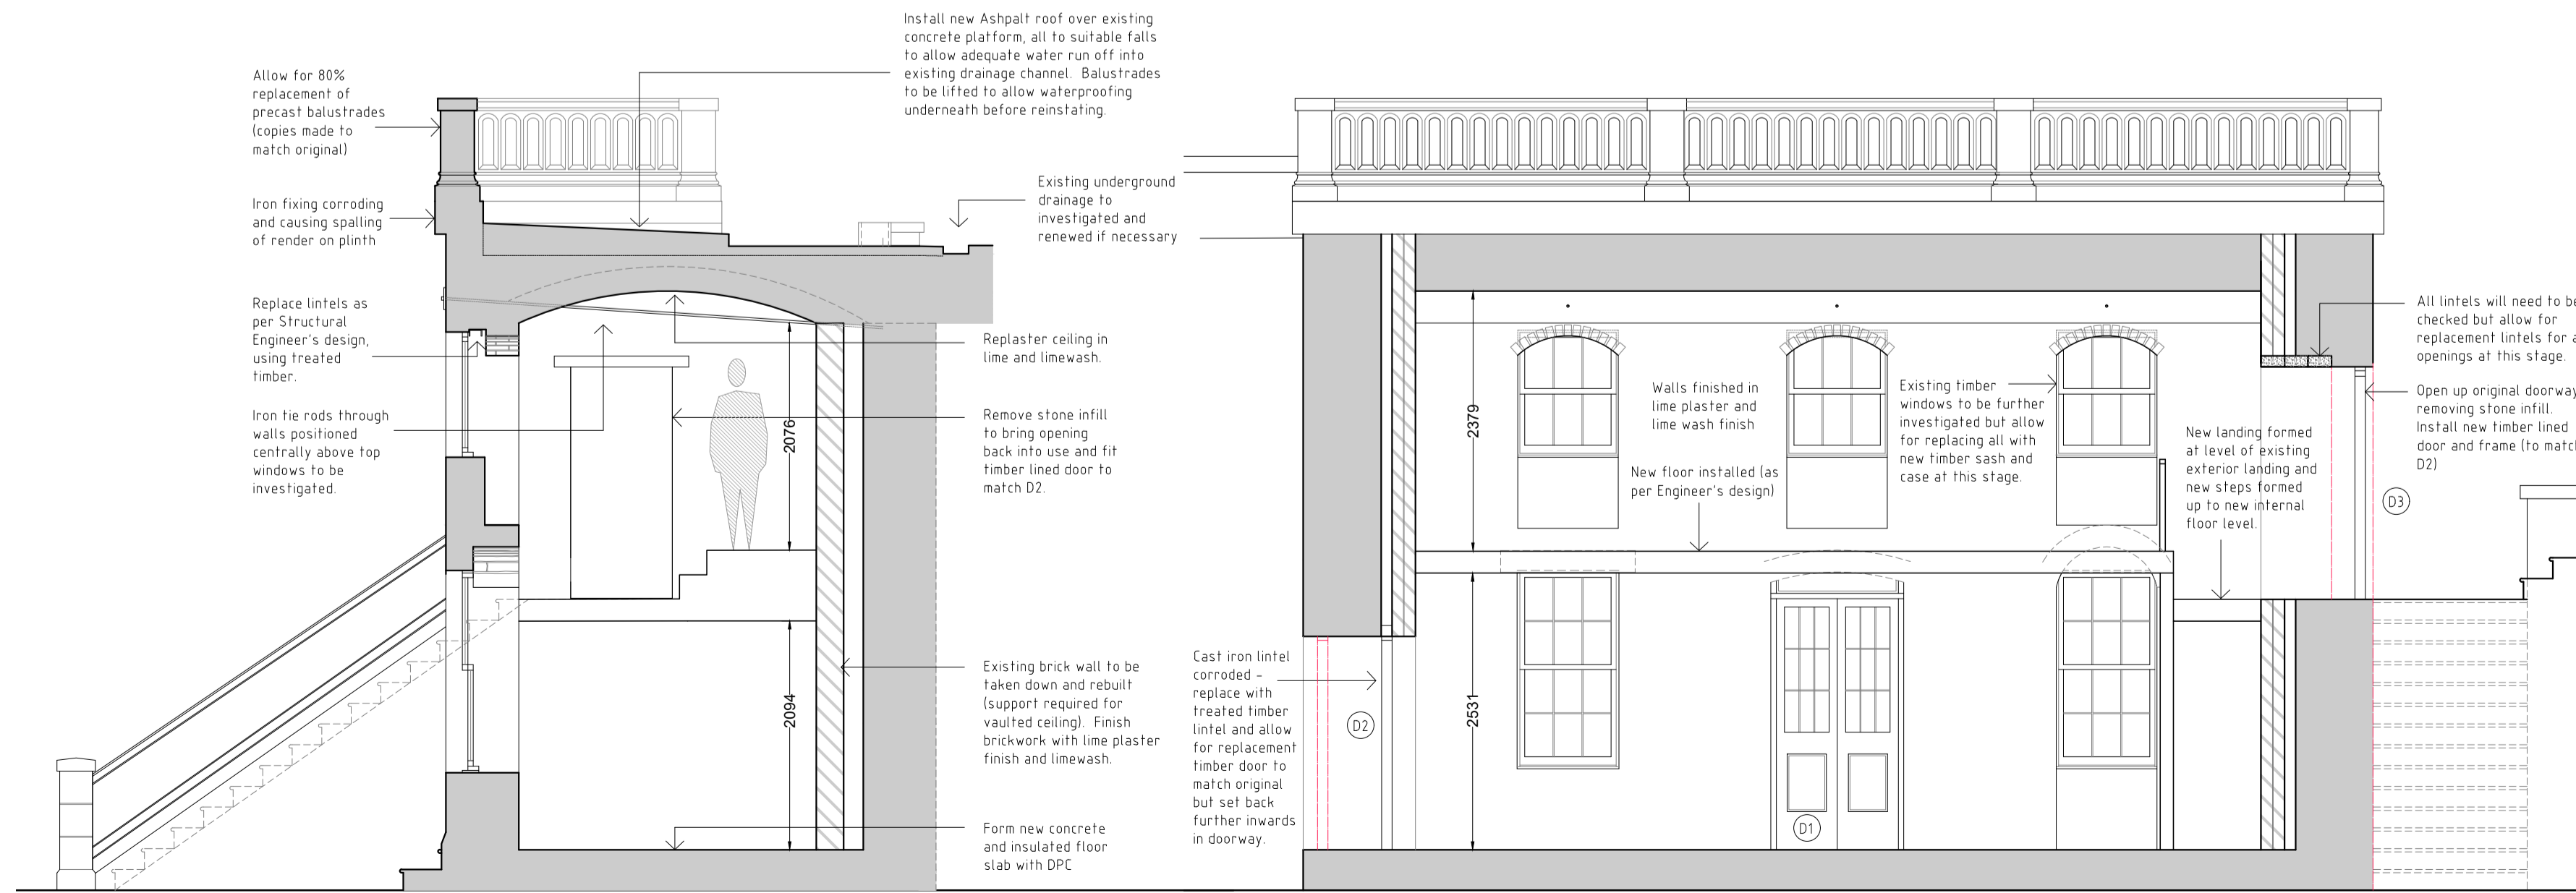 Install new Ashpalt roof over existing
concrete platform, all to suitable falls
to allow adequate water run off into
existing drainage channel. Balustrades
to be lifted to allow waterproofing
underneath before reinstating.
Allow for 80%
replacement of
precast balustrades
(copies made to
match original)
Iron fixing corroding
and causing spalling
of render on plinth
Replace lintels as
per Structural
Engineer's design,
using treated
timber.
Iron tie rods through
walls positioned
centrally above top
windows to be
investigated.
Existing underground
drainage to
investigated and
renewed if necessary
Replaster ceiling in
lime and limewash.
Remove stone infill
to bring opening
back into use and fit
timber lined door to
match D2.
2076
2094
Existing brick wall to be
taken down and rebuilt
(support required for
vaulted ceiling). Finish
brickwork with lime plaster
finish and limewash.
Form new concrete
and insulated floor
slab with DPC
Cast iron lintel
corroded -
replace with
treated timber
lintel and allow
for replacement
timber door to
match original
but set back
further inwards
in doorway.
D2
2379
2531
Walls finished in
lime plaster and
lime wash finish
New floor installed (as
per Engineer's design)
Existing timber
windows to be further
investigated but allow
for replacing all with
new timber sash and
case at this stage.
D1
New landing formed
at level of existing
exterior landing and
new steps formed
up to new internal
floor level.
All lintels will need to be
checked but allow for
replacement lintels for a
openings at this stage.
Open up original doorway
removing stone infill.
Install new timber lined
door and frame (to match
D2)
D3